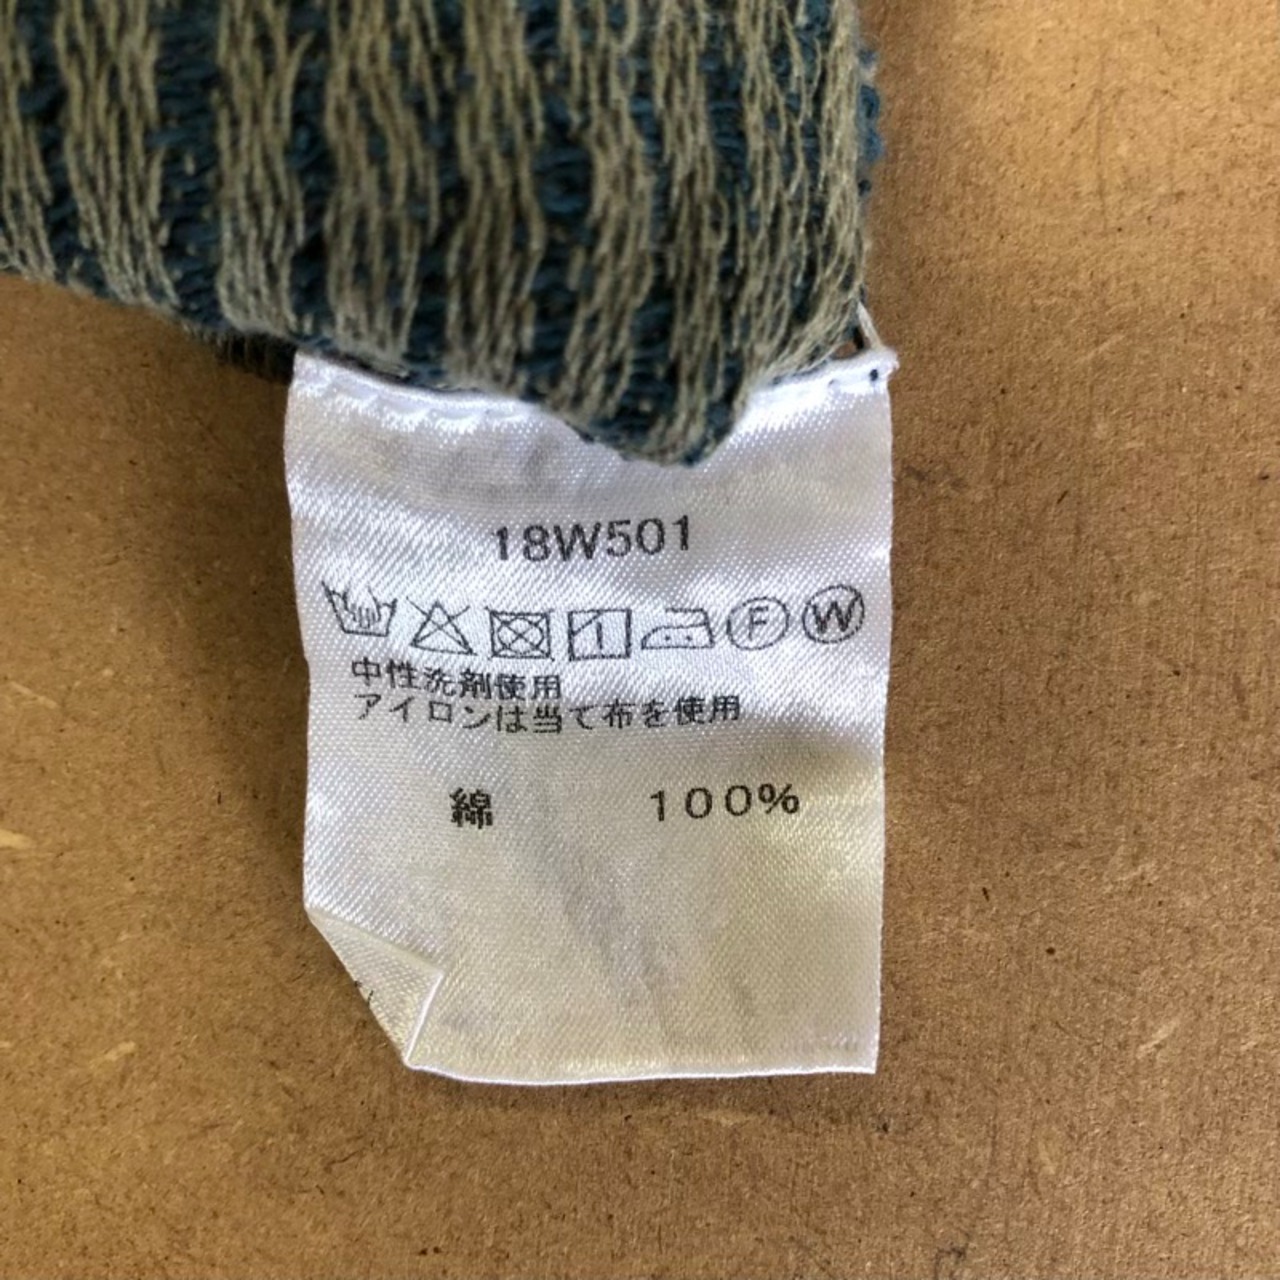 18W501
F W
中性洗剤使用
アイロンは当て布を使用
綿 100%